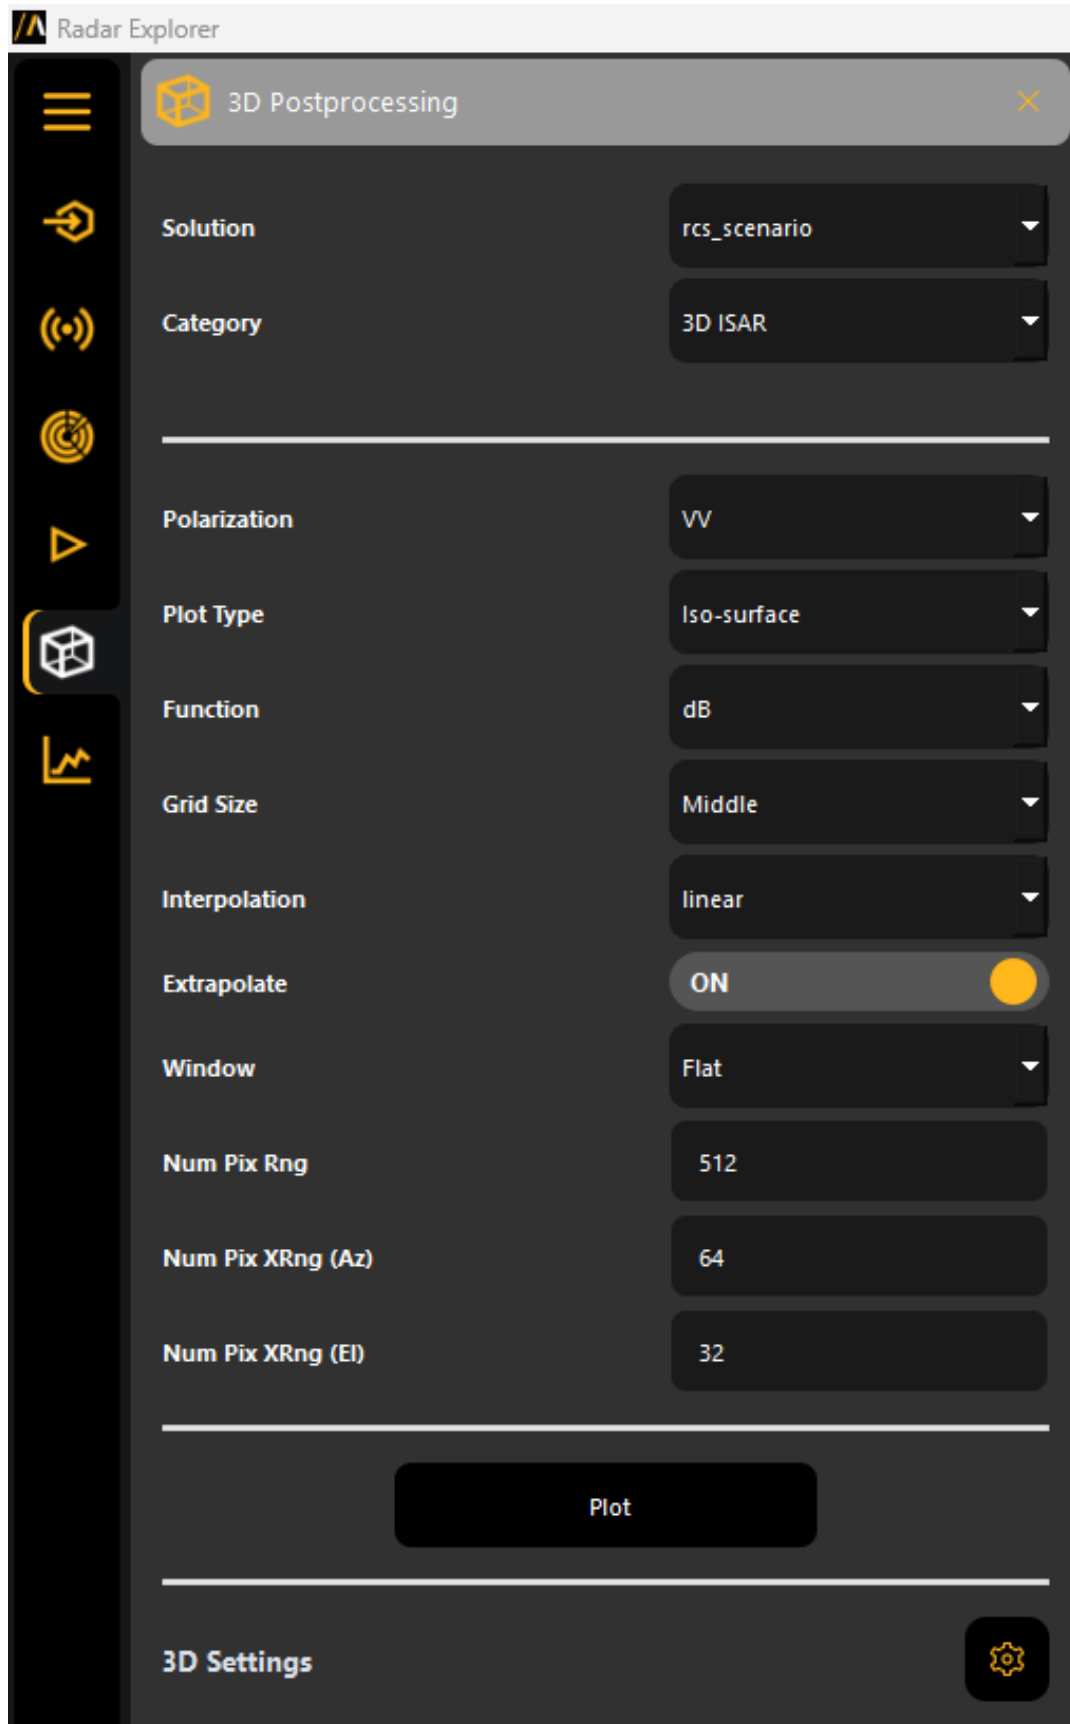 Radar Explorer
3D Postprocessing
Solution rcs_scenario
Category 3D ISAR
Polarization VV
Plot Type Iso-surface
Function dB
Grid Size Middle
Interpolation linear
Extrapolate ON
Window Flat
Num Pix Rng 512
Num Pix XRng (Az) 64
Num Pix XRng (El) 32
Plot
3D Settings